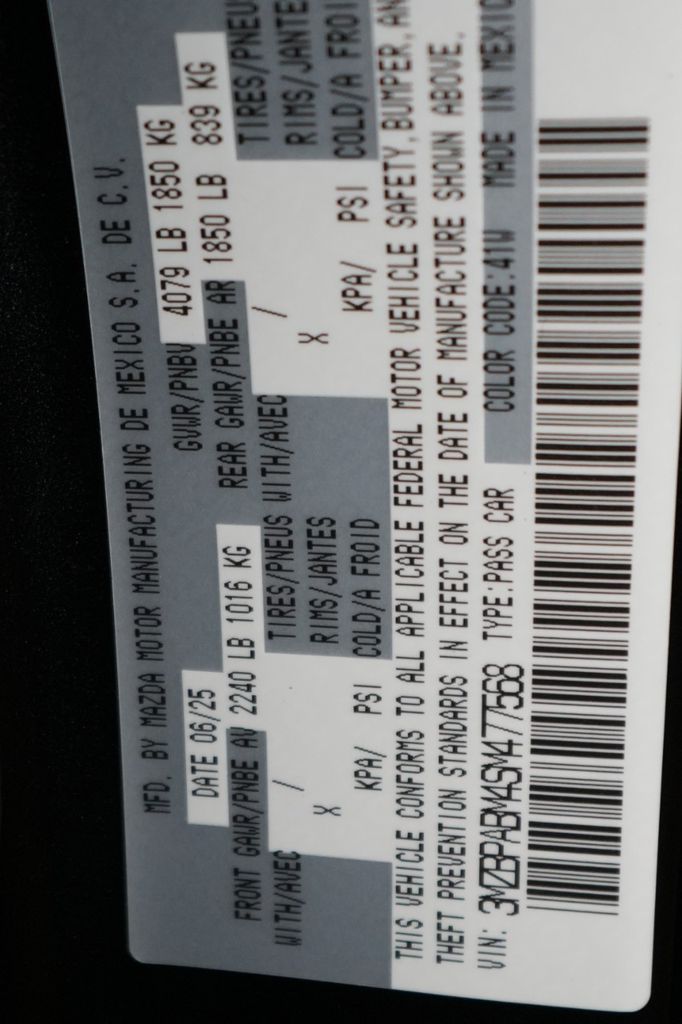 MFD. BY MAZDA MOTOR MANUFACTURING DE MEXICO S.A. DE C.V.
DATE 06/25 GVWR/PNBV 4079 LB 1850 KG
FRONT GAWR/PNBE AV 2240 LB 1016 KG REAR GAWR/PNBE AR 1850 LB 839 KG
WITH/AVEC / TIRES/PNEUS WITH/AVEC / TIRES/PNEU
X RIMS/JANTES X RIMS/JANTE
KPA/ PSI COLD/A FROID KPA/ PSI COLD/A FROI
THIS VEHICLE CONFORMS TO ALL APPLICABLE FEDERAL MOTOR VEHICLE SAFETY, BUMPER, AN
THEFT PREVENTION STANDARDS IN EFFECT ON THE DATE OF MANUFACTURE SHOWN ABOVE.
VIN: 3MZBPABM4SM477568 TYPE:PASS CAR COLOR CODE:41W MADE IN MEXIC